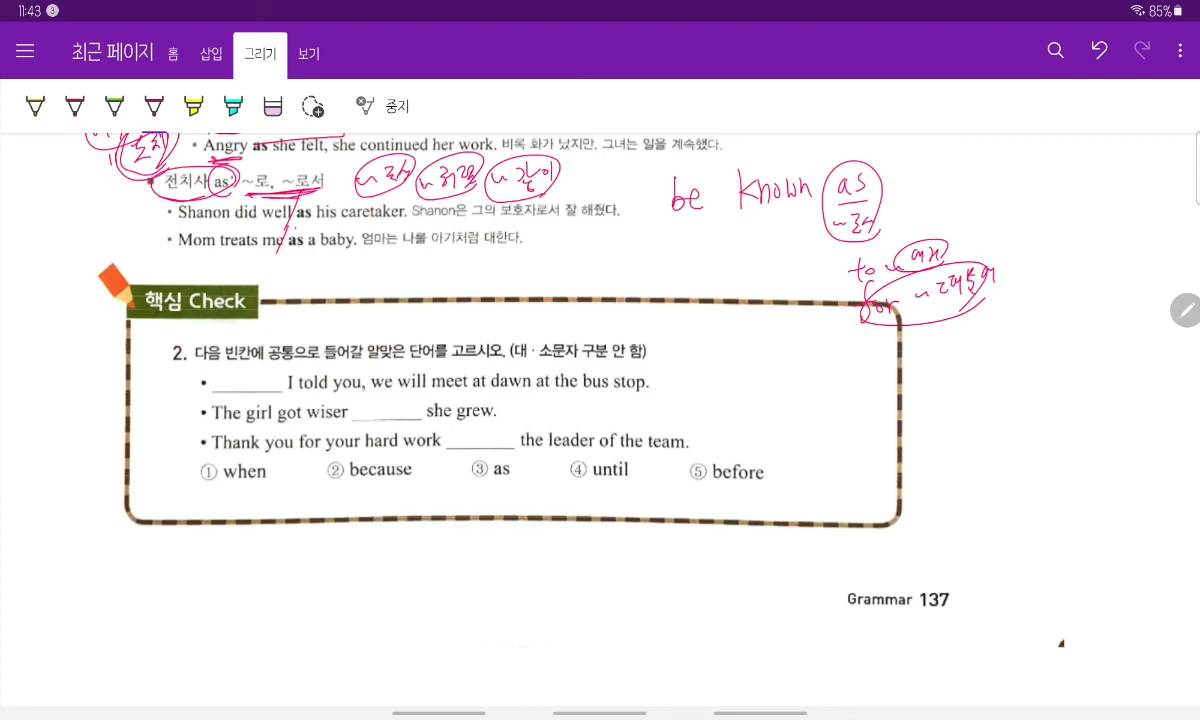 11:43 3 85%
최근 페이지 홈 삽입 그리기 보기
중지
• Angry as she felt, she continued her work. 비록 화가 났지만, 그녀는 일을 계속했다.
전치사 as: ~로, ~로서 ~로서 ~처럼 ~같이
be known as
~로서
• Shanon did well as his caretaker. Shanon은 그의 보호자로서 잘 해줬다.
• Mom treats me as a baby. 엄마는 나를 아기처럼 대한다.
to ~에게
for ~때문에
핵심 Check
2. 다음 빈칸에 공통으로 들어갈 알맞은 단어를 고르시오. (대·소문자 구분 안 함)
• ________ I told you, we will meet at dawn at the bus stop.
• The girl got wiser ________ she grew.
• Thank you for your hard work ________ the leader of the team.
① when ② because ③ as ④ until ⑤ before
Grammar 137